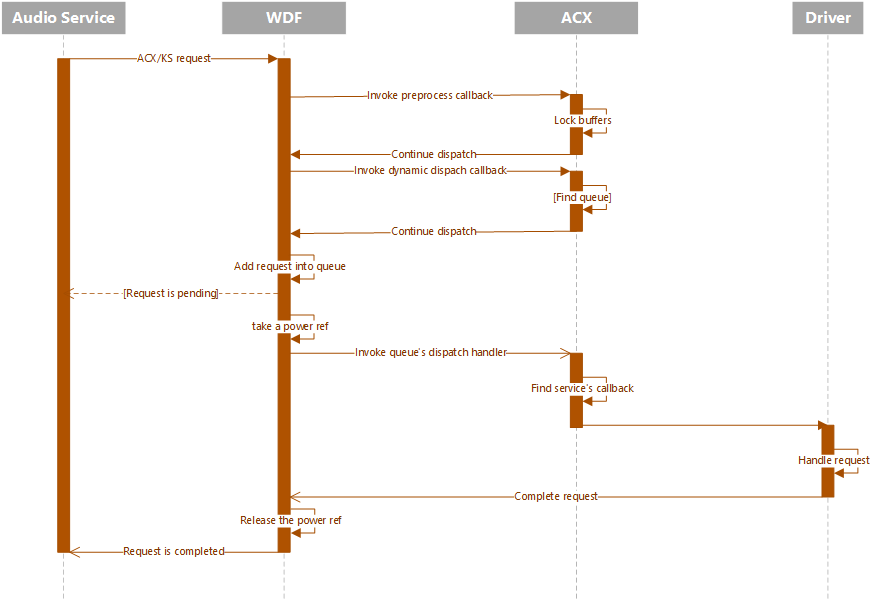 Audio Service
WDF
ACX
Driver
ACX/KS request
Invoke preprocess callback
Lock buffers
Continue dispatch
Invoke dynamic dispach callback
[Find queue]
Continue dispatch
Add request into queue
[Request is pending]
take a power ref
Invoke queue's dispatch handler
Find service's callback
Handle request
Complete request
Release the power ref
Request is completed